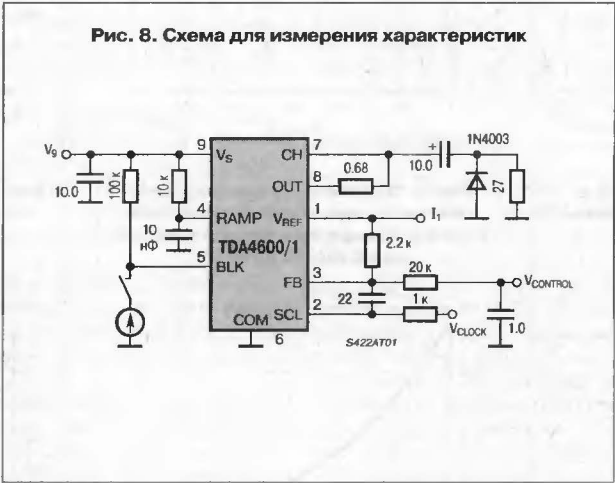 Рис. 8. Схема для измерения характеристик
V9
10.0
100 к
10 к
10
нФ
9
VS
4
RAMP
5
BLK
TDA4600/1
COM
6
CH
7
OUT
8
VREF
1
FB
3
SCL
2
0.68
+
10.0
1N4003
27
I1
2.2 к
20 к
VCONTROL
22
1 к
VCLOCK
1.0
S422AT01